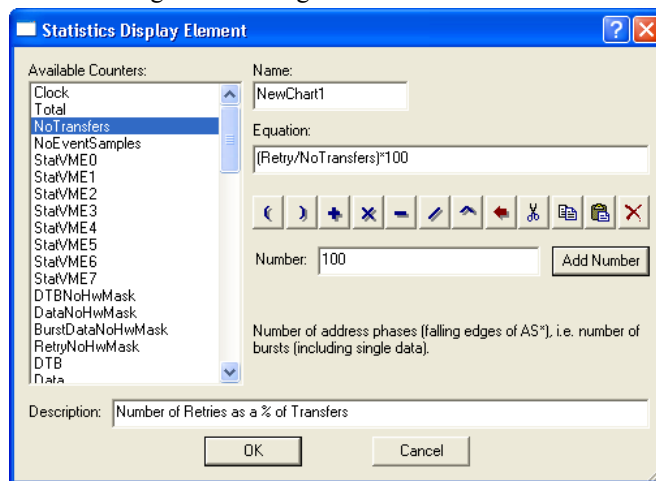 Statistics Display Element
Available Counters:
Clock
Total
NoTransfers
NoEventSamples
StatVME0
StatVME1
StatVME2
StatVME3
StatVME4
StatVME5
StatVME6
StatVME7
DTBNoHwMask
DataNoHwMask
BurstDataNoHwMask
RetryNoHwMask
DTB
Data
Name:
NewChart1
Equation:
(Retry/NoTransfers)*100
Number: 100 Add Number
Number of address phases (falling edges of AS*), i.e. number of
bursts (including single data).
Description: Number of Retries as a % of Transfers
OK Cancel